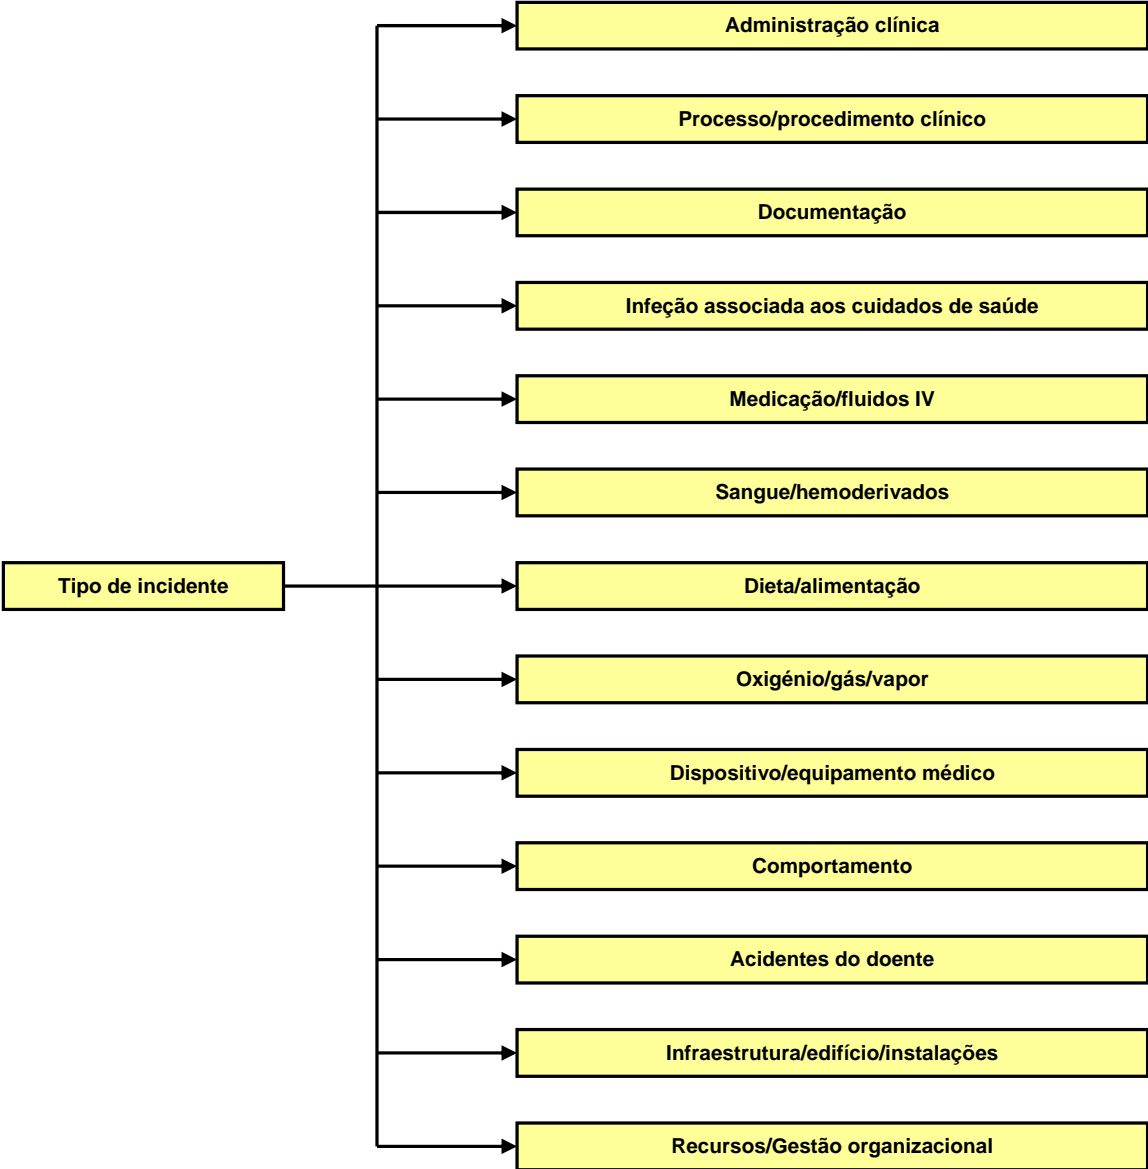 Administração clínica
Processo/procedimento clínico
Documentação
Infeção associada aos cuidados de saúde
Medicação/fluidos IV
Sangue/hemoderivados
Tipo de incidente
Dieta/alimentação
Oxigénio/gás/vapor
Dispositivo/equipamento médico
Comportamento
Acidentes do doente
Infraestrutura/edifício/instalações
Recursos/Gestão organizacional